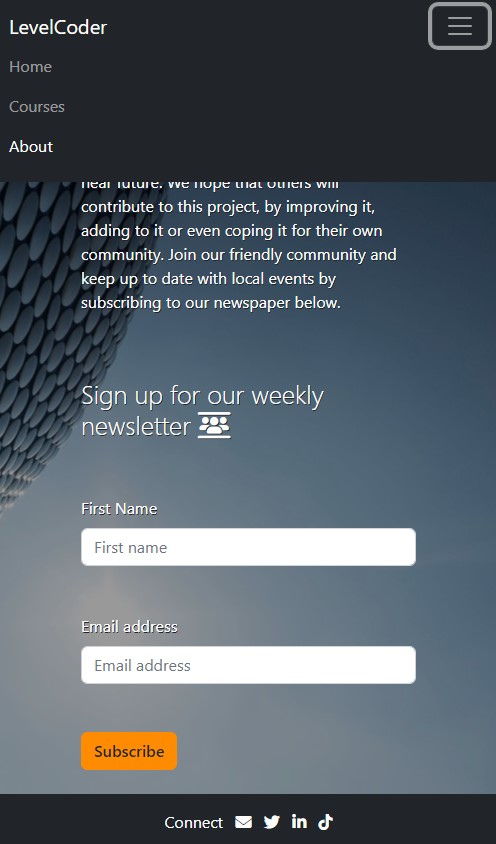 LevelCoder
Home
Courses
About
near future. We hope that others will
contribute to this project, by improving it,
adding to it or even coping it for their own
community. Join our friendly community and
keep up to date with local events by
subscribing to our newspaper below.
Sign up for our weekly
newsletter
First Name
First name
Email address
Email address
Subscribe
Connect